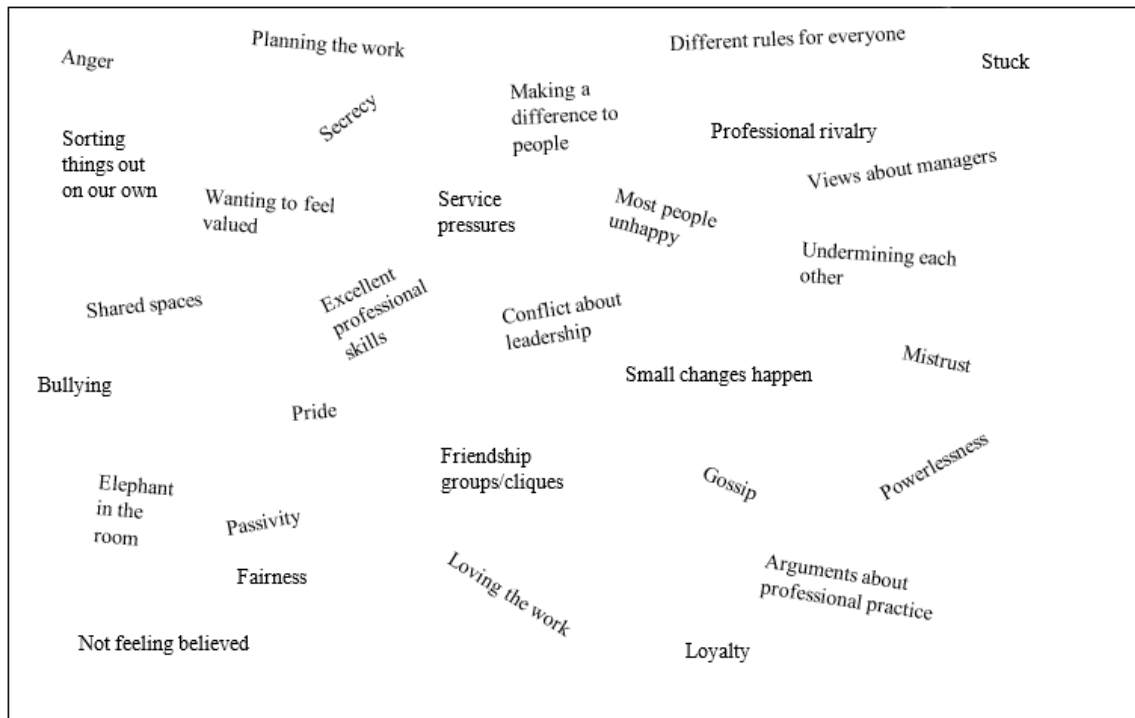 Anger
Planning the work
Different rules for everyone
Stuck
Secrecy
Making a
difference to
people
Sorting
things out
on our own
Professional rivalry
Views about managers
Wanting to feel
valued
Service
pressures
Most people
unhappy
Undermining each
other
Shared spaces
Excellent
professional
skills
Conflict about
leadership
Mistrust
Bullying
Small changes happen
Pride
Friendship
groups/cliques
Gossip
Powerlessness
Elephant
in the
room
Passivity
Fairness
Loving the work
Arguments about
professional practice
Not feeling believed
Loyalty